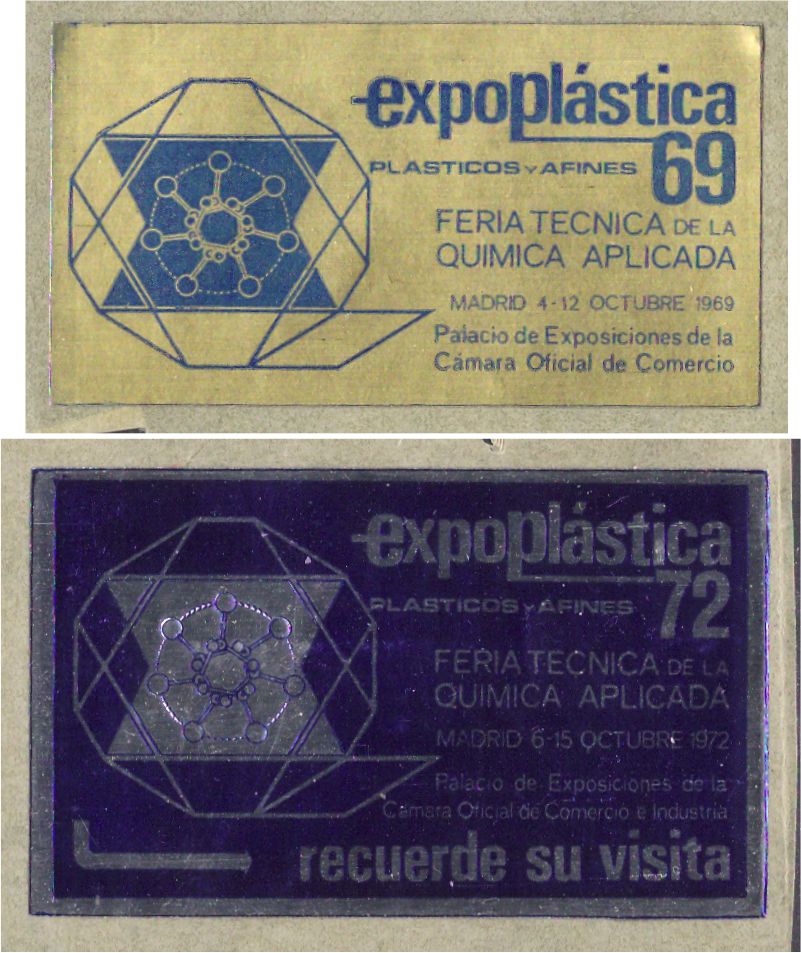 expoplástica
69
PLASTICOS Y AFINES
FERIA TECNICA DE LA
QUIMICA APLICADA
MADRID 4-12 OCTUBRE 1969
Palacio de Exposiciones de la
Cámara Oficial de Comercio
expoplástica
72
PLASTICOS Y AFINES
FERIA TECNICA DE LA
QUIMICA APLICADA
MADRID 6-15 OCTUBRE 1972
Palacio de Exposiciones de la
Cámara Oficial de Comercio e Industria
recuerde su visita